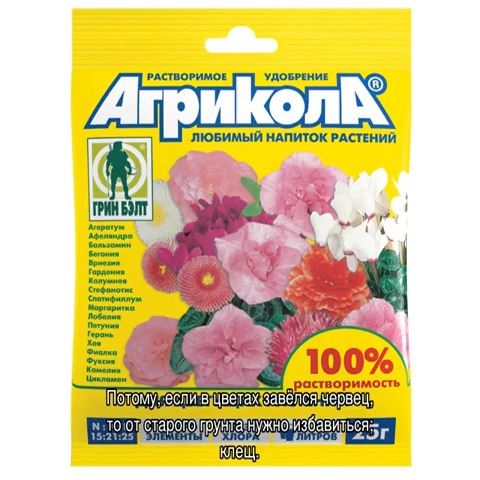 РАСТВОРИМОЕ УДОБРЕНИЕ
АгриколА®
ЛЮБИМЫЙ НАПИТОК РАСТЕНИЙ
ГРИН БЭЛТ
Агератум
Афеляндра
Бальзамин
Бегония
Вриезия
Гардения
Колумнея
Стефанотис
Спатифиллум
Маргаритка
Лобелия
Петуния
Герань
Хоя
Фиалка
Фуксия
Камелия
Цикламен
100%
растворимость
Потому, если в цветах завёлся червец,
то от старого грунта нужно избавиться;
клещ.
N:
15:21:25
ЭЛЕМЕНТЫ
ХЛОРА
ЛИТРОВ
25г